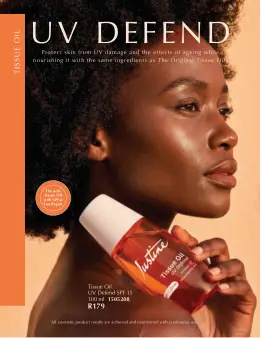 TISSUE OIL
UV DEFEND
Protect skin from UV damage and the effects of ageing while
nourishing it with the same ingredients as The Original Tissue Oil.
Justine
Tissue Oil
UV Defend
Tissue Oil
UV Defend SPF 15
100 ml 1505208
R179
All cosmetic product results are achieved and maintained with continuous use.